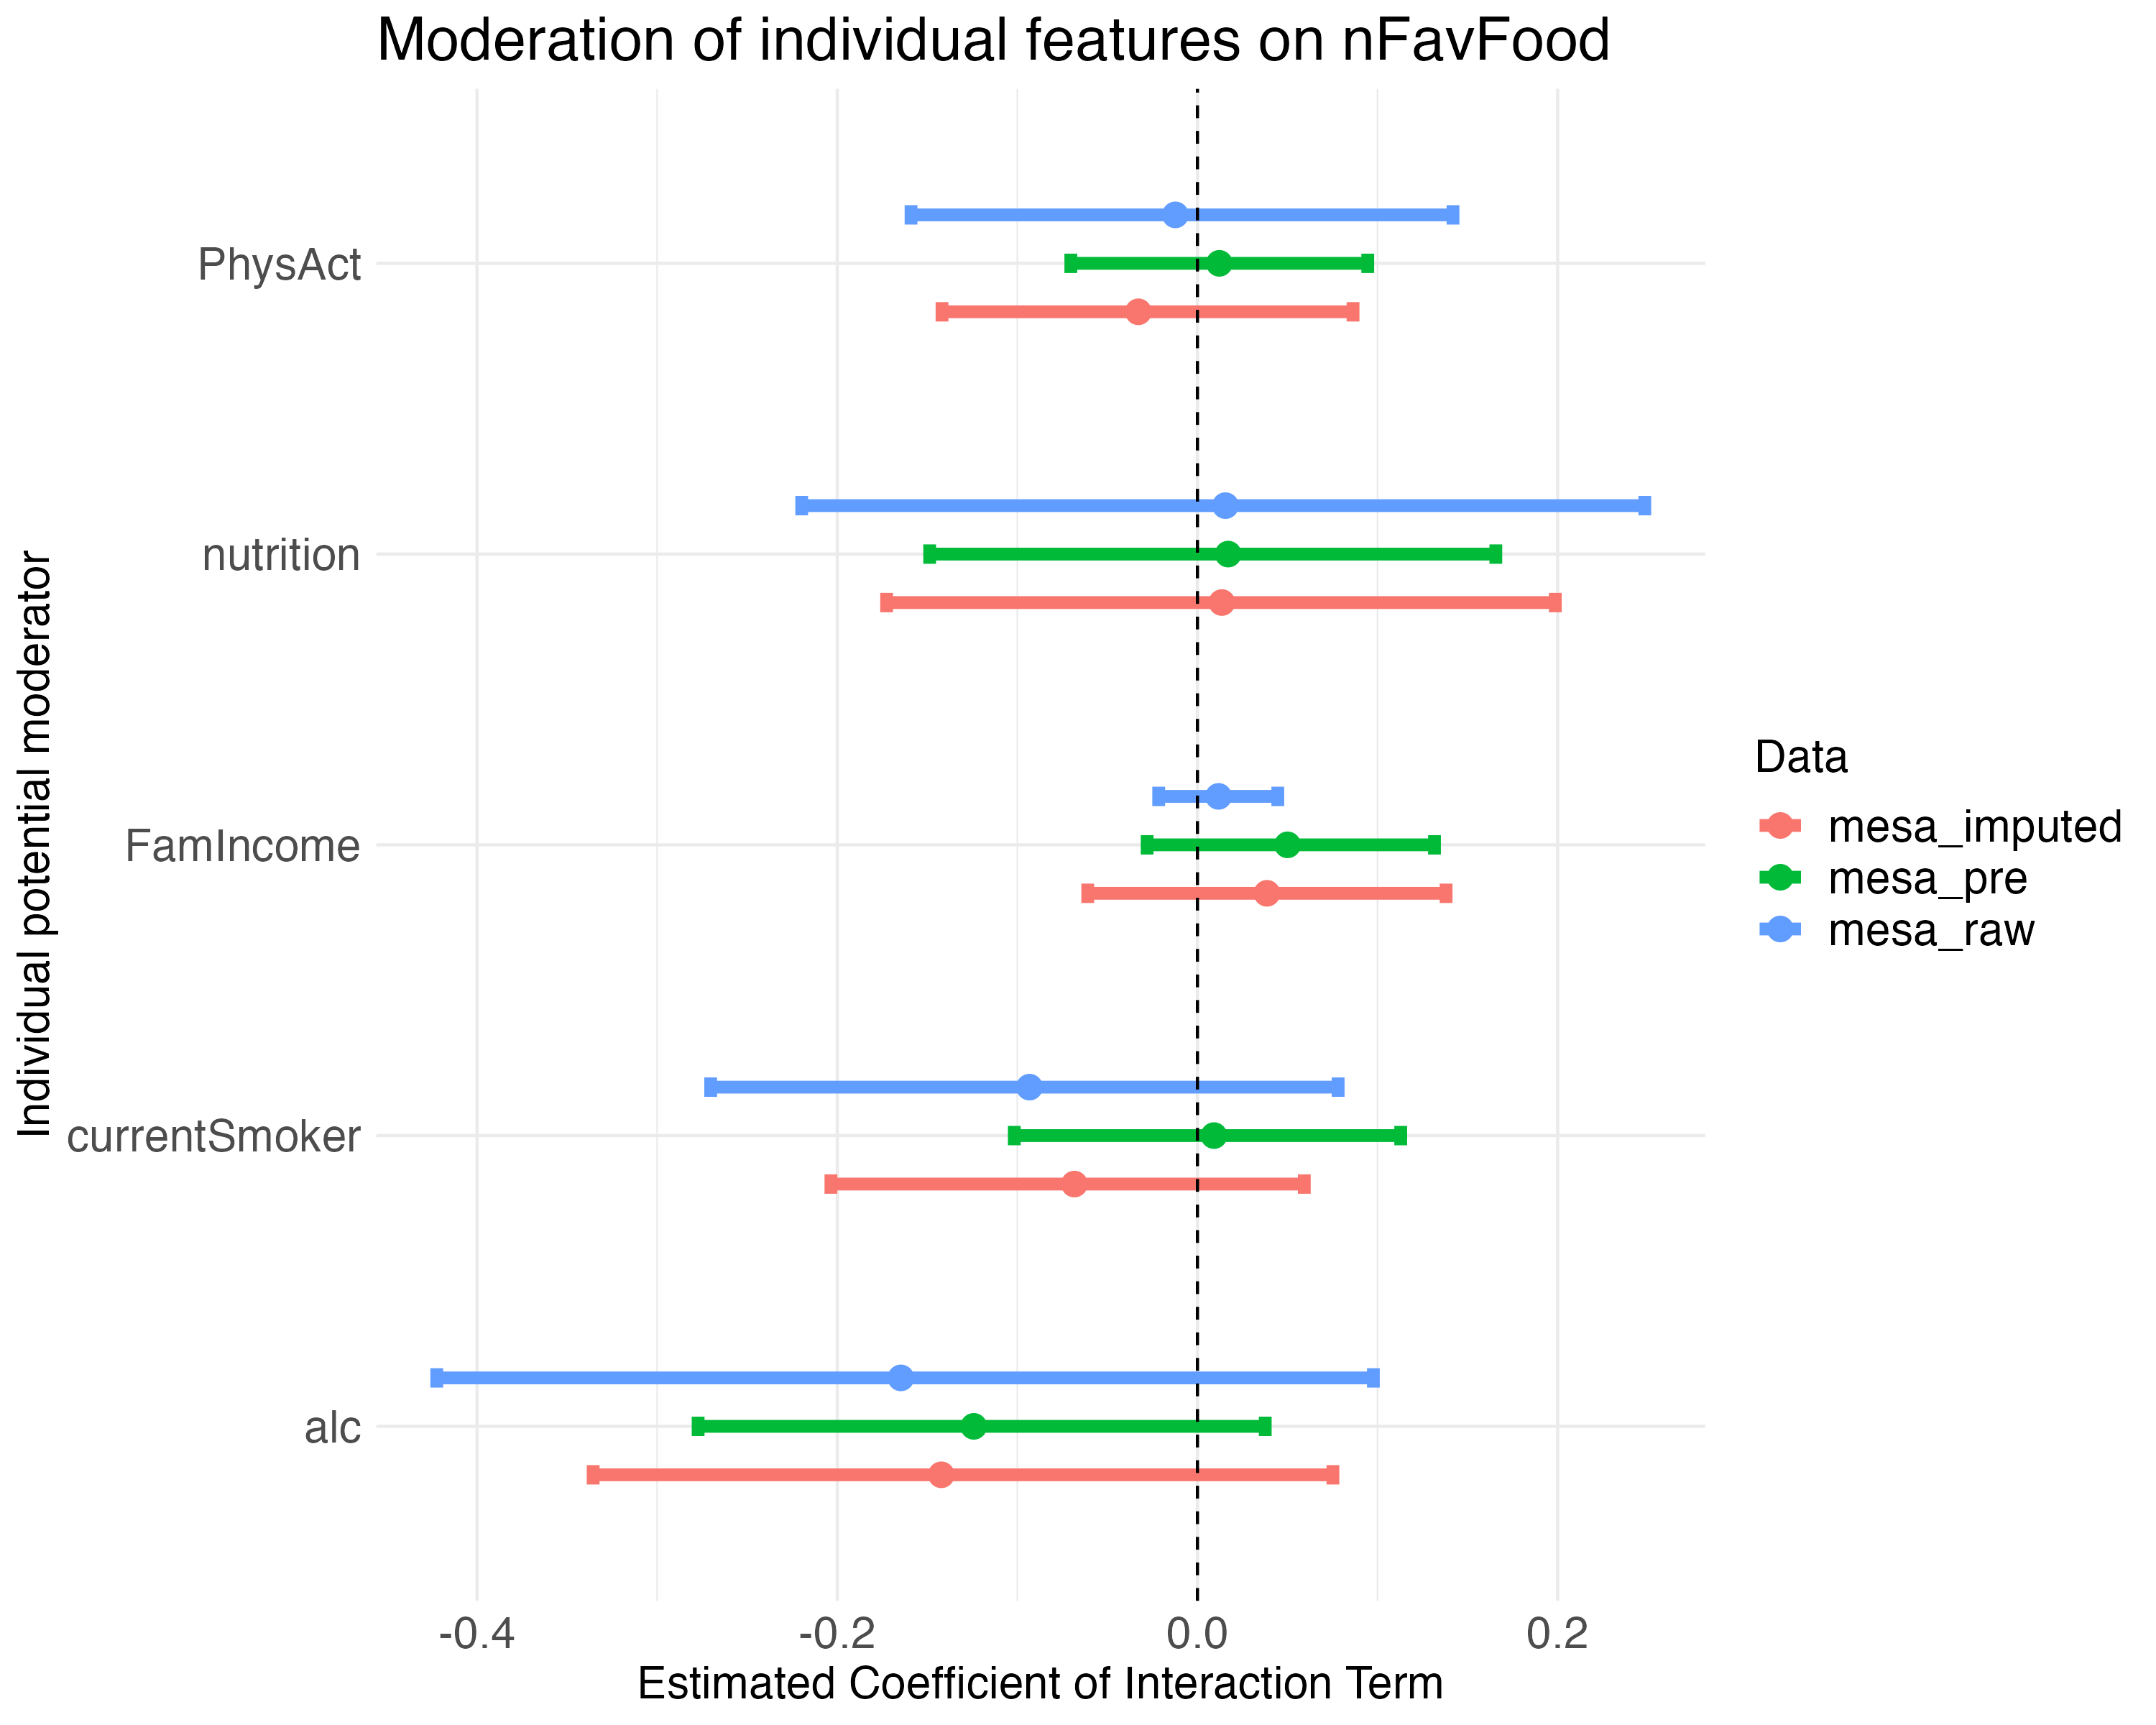 Moderation of individual features on nFavFood
Individual potential moderator
PhysAct
nutrition
FamIncome
currentSmoker
alc
-0.4
-0.2
0.0
0.2
Estimated Coefficient of Interaction Term
Data
mesa_imputed
mesa_pre
mesa_raw